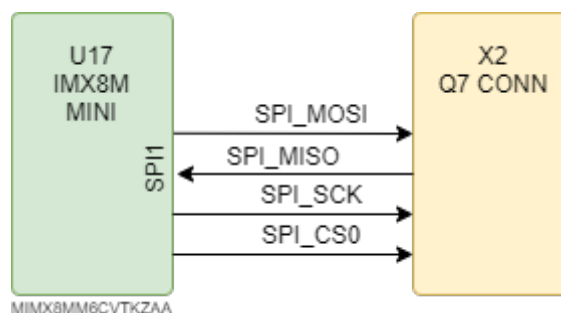 U17
IMX8M
MINI
SPI1
X2
Q7 CONN
SPI_MOSI
SPI_MISO
SPI_SCK
SPI_CS0
MIMX8MM6CVTKZAA